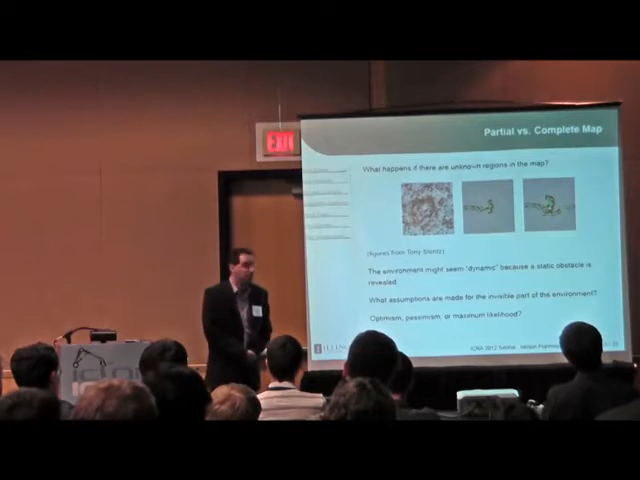 EXIT
Partial vs. Complete Map
What happens if there are unknown regions in the map?
(figures from Tony Stentz)
The environment might seem "dynamic" because a static obstacle is
revealed.
What assumptions are made for the invisible part of the environment?
Optimism, pessimism, or maximum likelihood?
ICRA 2012 Tutorial